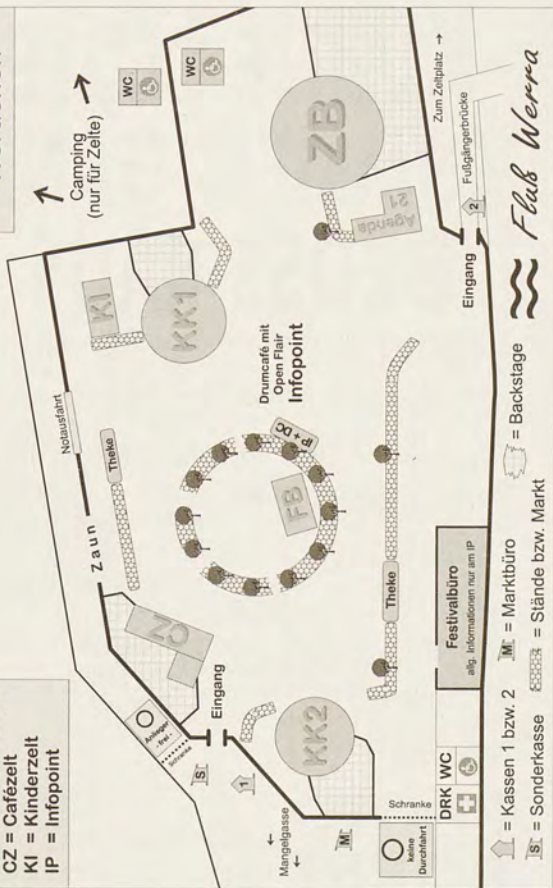 CZ = Cafézelt
KI = Kinderzelt
IP = Infopoint
Camping
(nur für Zelte)
WC
WC
Notausfahrt
KI
KK1
ZB
Agenda
21
Zum Zeltplatz →
Fußgängerbrücke
2
Eingang
Fluß Werra
Zaun
Theke
CZ
Drumcafé mit
Open Flair
Infopoint
IP + DC
FB
Theke
Anlieger
- frei -
Schranke
Eingang
S
1
Mangelgasse
KK2
M
Schranke
keine
Durchfahrt
DRK WC
Festivalbüro
allg. Informationen nur am IP
= Kassen 1 bzw. 2
M = Marktbüro
= Backstage
S = Sonderkasse
= Stände bzw. Markt